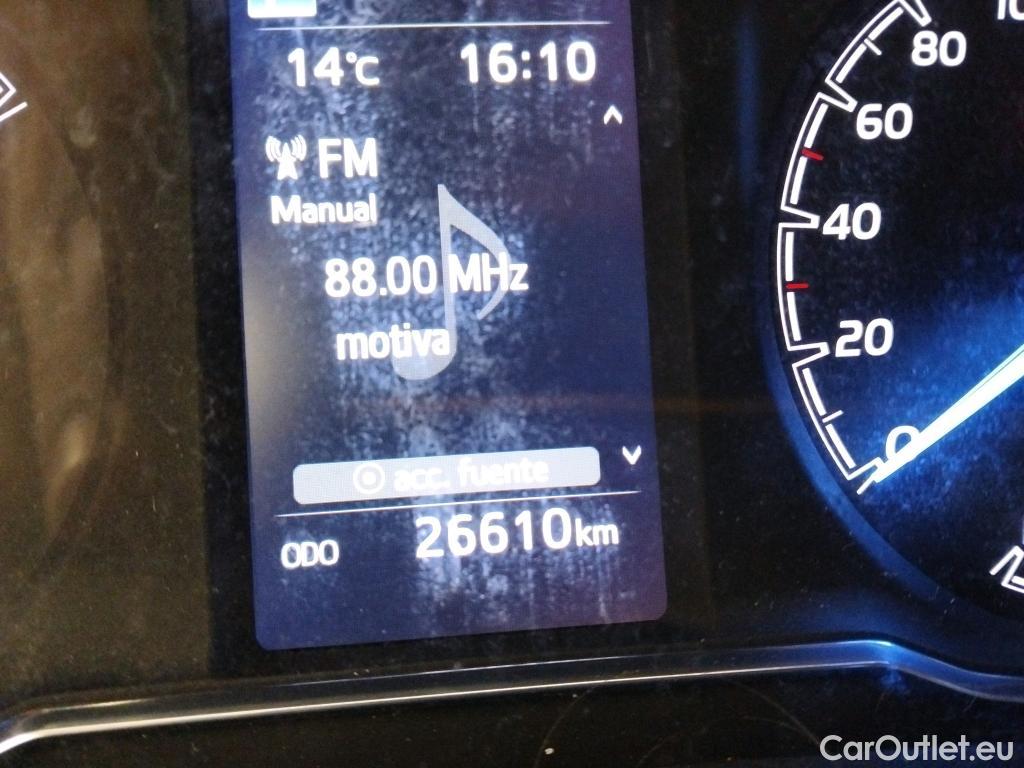 14°C 16:10
FM
Manual
88.00 MHz
motiva
acc. fuente
ODO 26610km
80
60
40
20
0
CarOutlet.eu